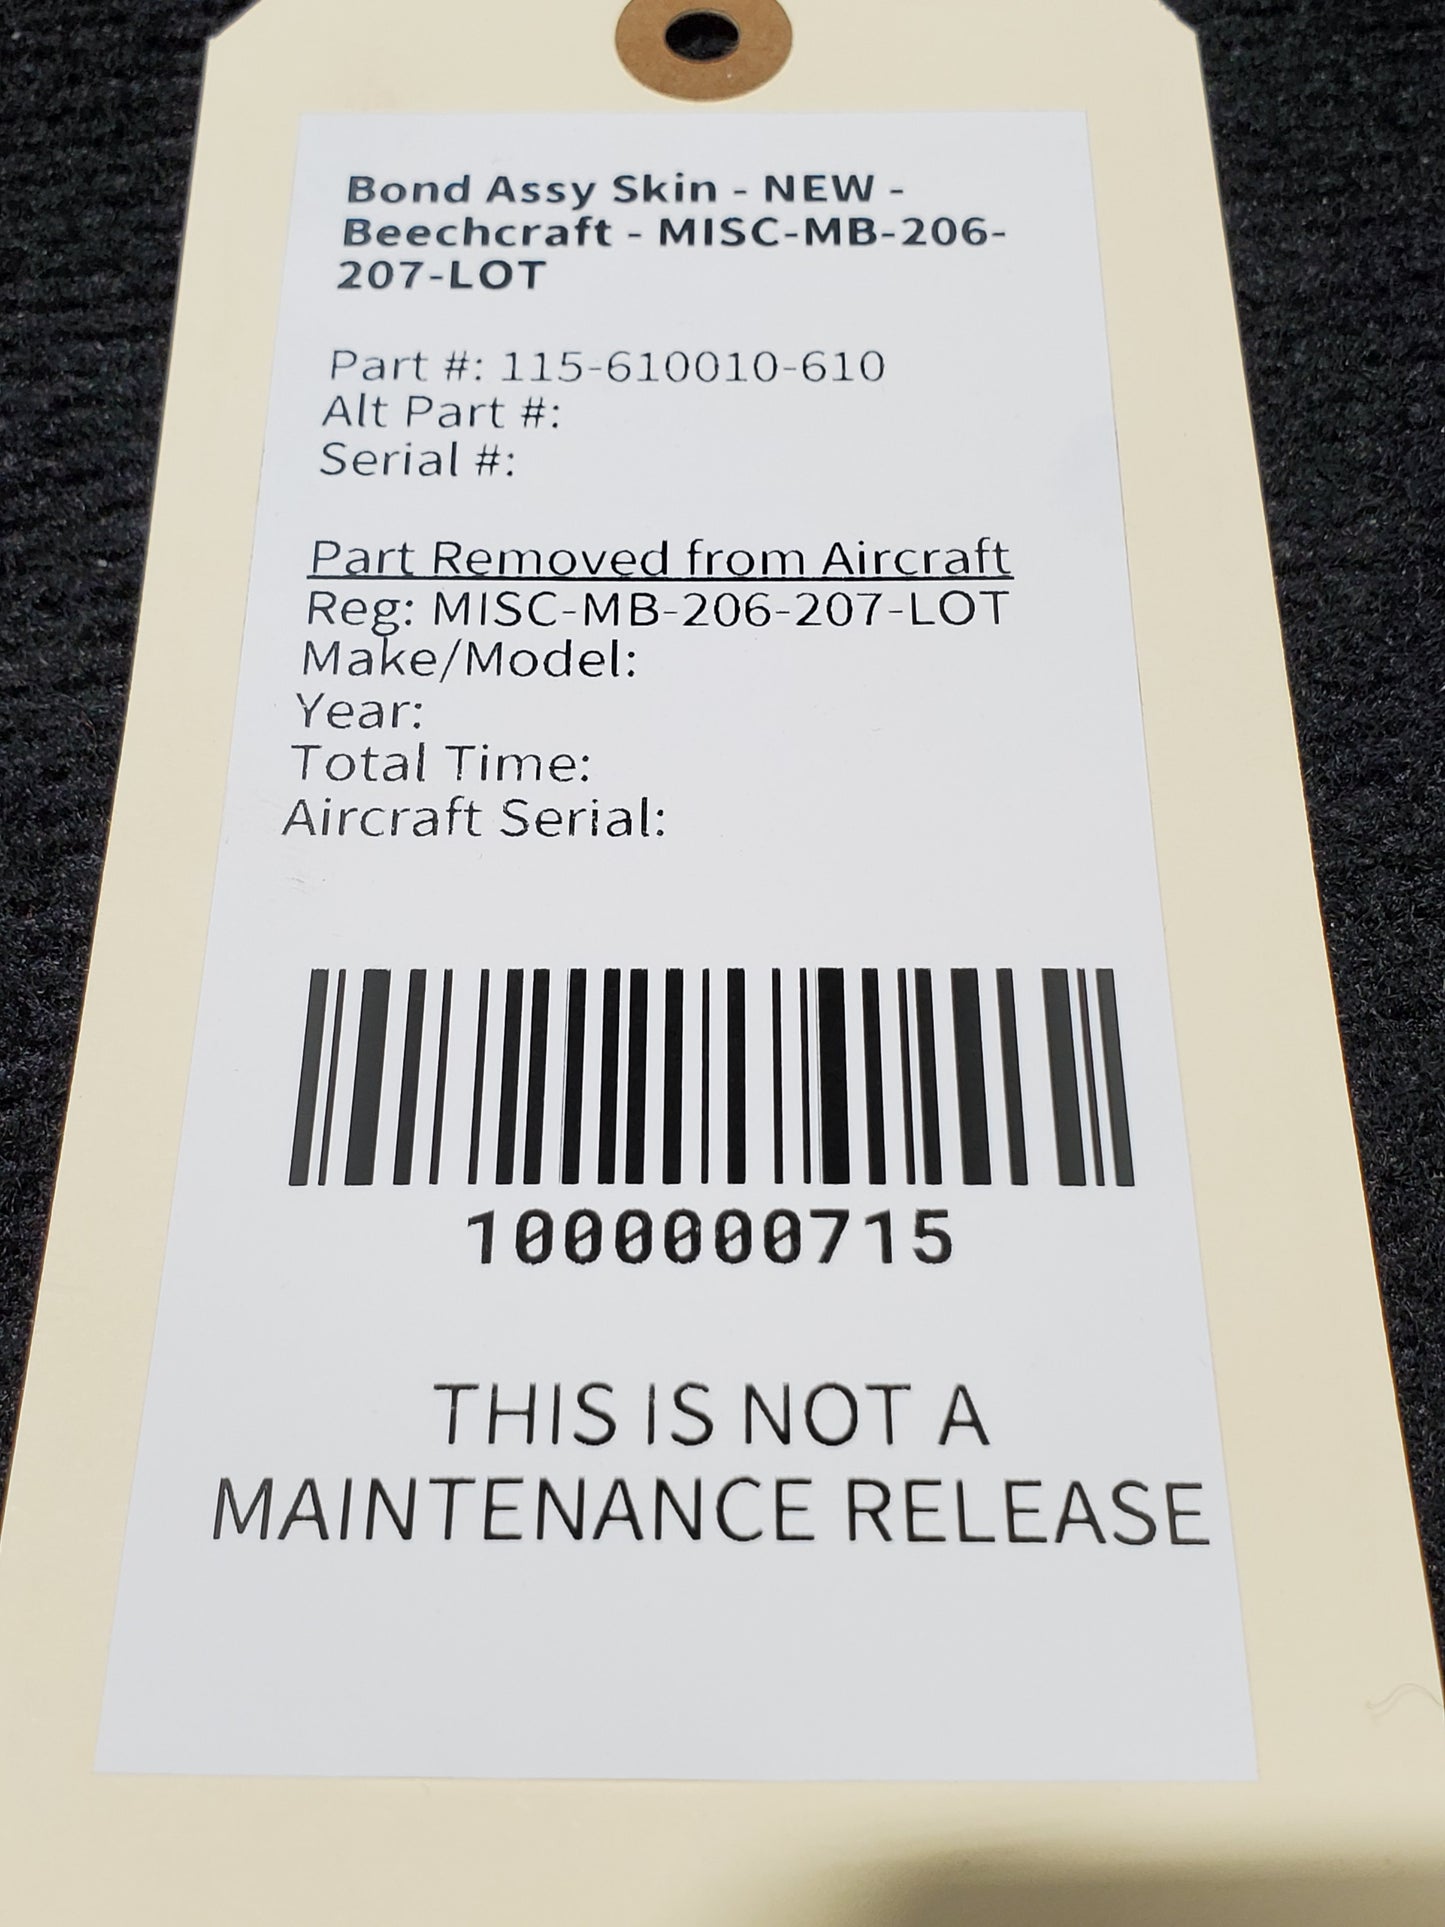 Bond Assy Skin - NEW -
Beechcraft - MISC-MB-206-
207-LOT
Part #: 115-610010-610
Alt Part #:
Serial #:
Part Removed from Aircraft
Reg: MISC-MB-206-207-LOT
Make/Model:
Year:
Total Time:
Aircraft Serial:
1000000715
THIS IS NOT A
MAINTENANCE RELEASE